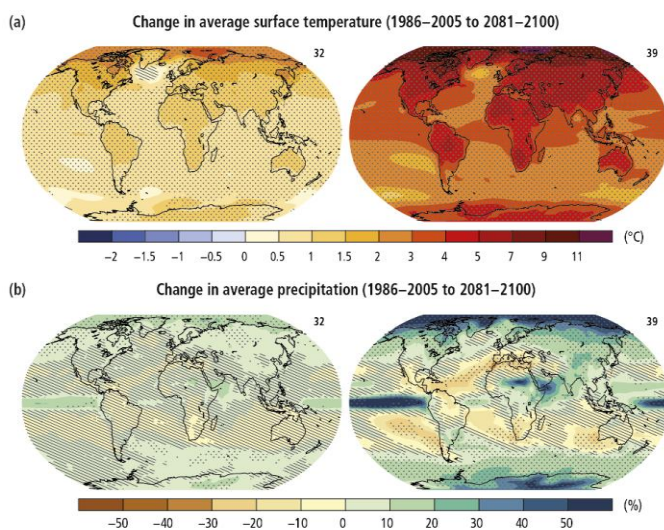 (a) Change in average surface temperature (1986–2005 to 2081–2100)
32 39
−2 −1.5 −1 −0.5 0 0.5 1 1.5 2 3 4 5 7 9 11 (°C)
(b) Change in average precipitation (1986–2005 to 2081–2100)
32 39
−50 −40 −30 −20 −10 0 10 20 30 40 50 (%)